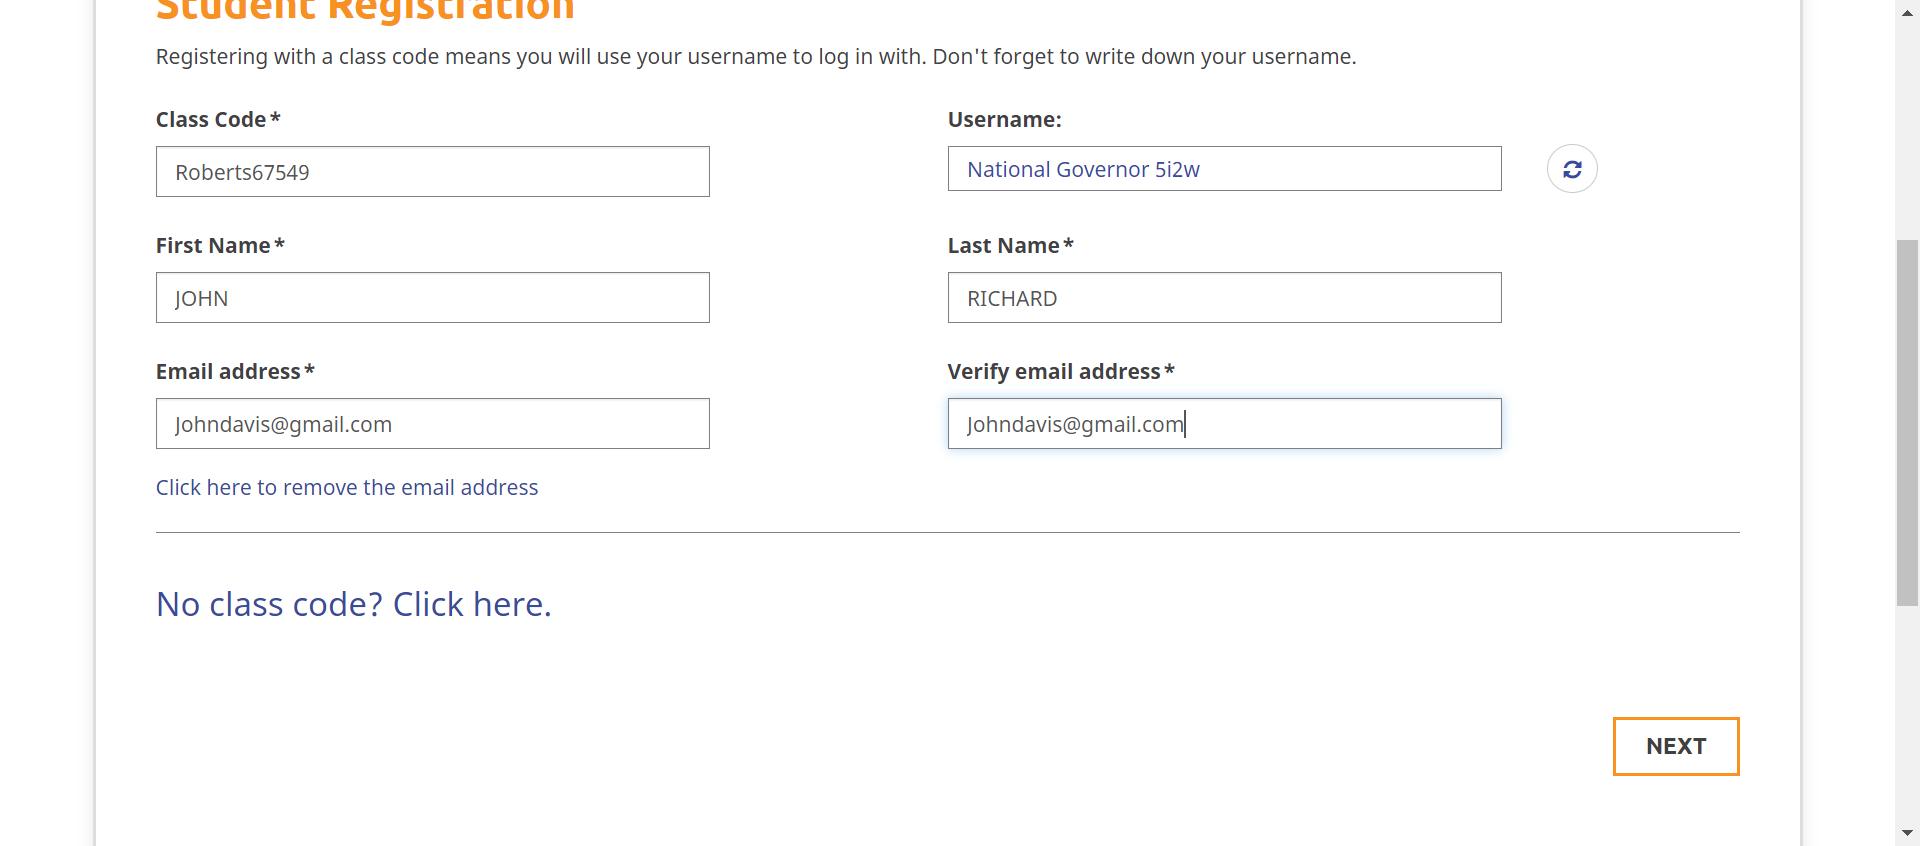 Student Registration
Registering with a class code means you will use your username to log in with. Don't forget to write down your username.
Class Code*
Username:
Roberts67549
National Governor 5i2w
First Name*
Last Name*
JOHN
RICHARD
Email address*
Verify email address*
Johndavis@gmail.com
Johndavis@gmail.com
Click here to remove the email address
No class code? Click here.
NEXT